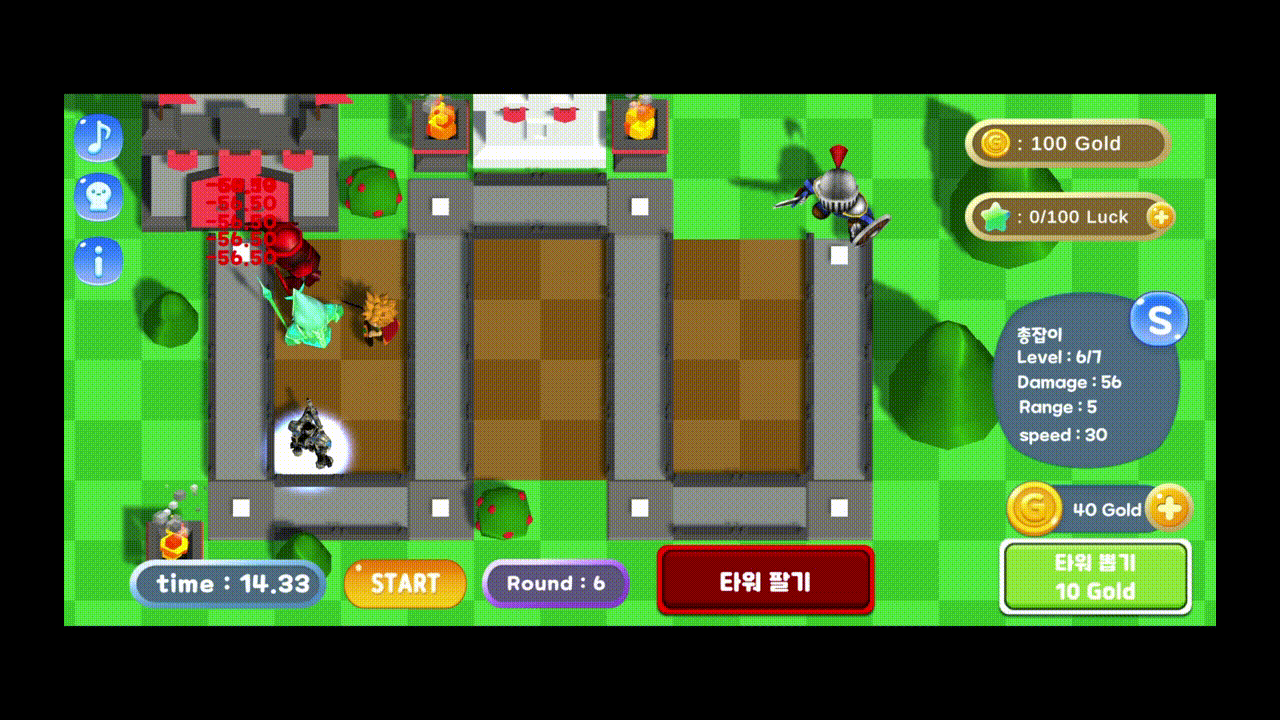 : 100 Gold
: 0/100 Luck
-56.50
-56.50
-56.50
-56.50
-56.50
S
총잡이
Level : 6/7
Damage : 56
Range : 5
speed : 30
40 Gold
time : 14.33
START
Round : 6
타워 팔기
타워 뽑기
10 Gold